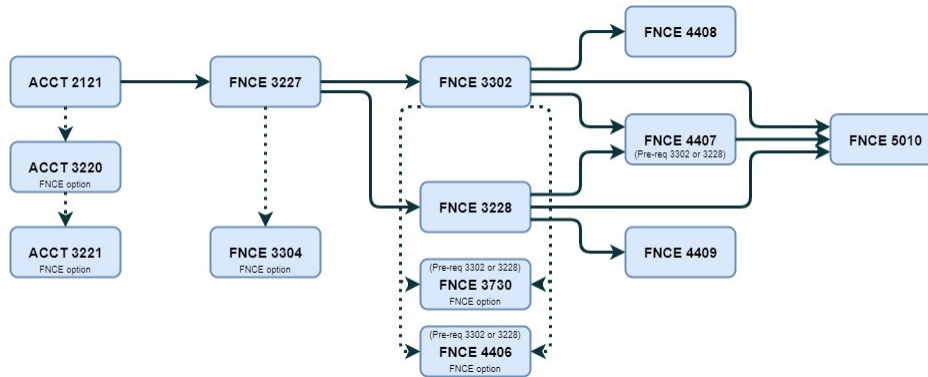 FNCE 4408
ACCT 2121
FNCE 3227
FNCE 3302
FNCE 4407
(Pre-req 3302 or 3228)
FNCE 5010
ACCT 3220
FNCE option
FNCE 3228
ACCT 3221
FNCE option
FNCE 3304
FNCE option
FNCE 4409
(Pre-req 3302 or 3228)
FNCE 3730
FNCE option
(Pre-req 3302 or 3228)
FNCE 4406
FNCE option